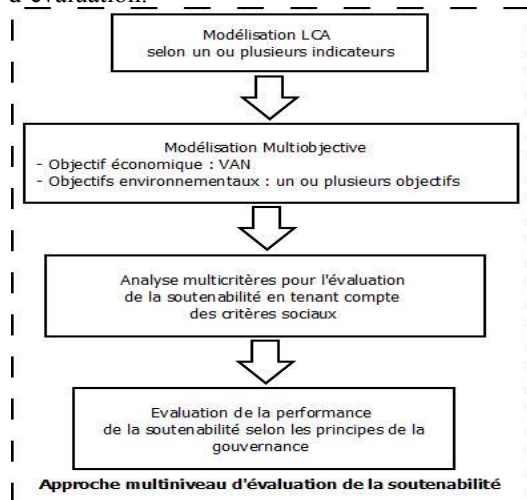 d'évaluation.
Modélisation LCA
selon un ou plusieurs indicateurs
Modélisation Multiobjective
- Objectif économique : VAN
- Objectifs environnementaux : un ou plusieurs objectifs
Analyse multicritères pour l'évaluation
de la soutenabilité en tenant compte
des critères sociaux
Evaluation de la performance
de la soutenabilité selon les principes de la
gouvernance
Approche multiniveau d'évaluation de la soutenabilité